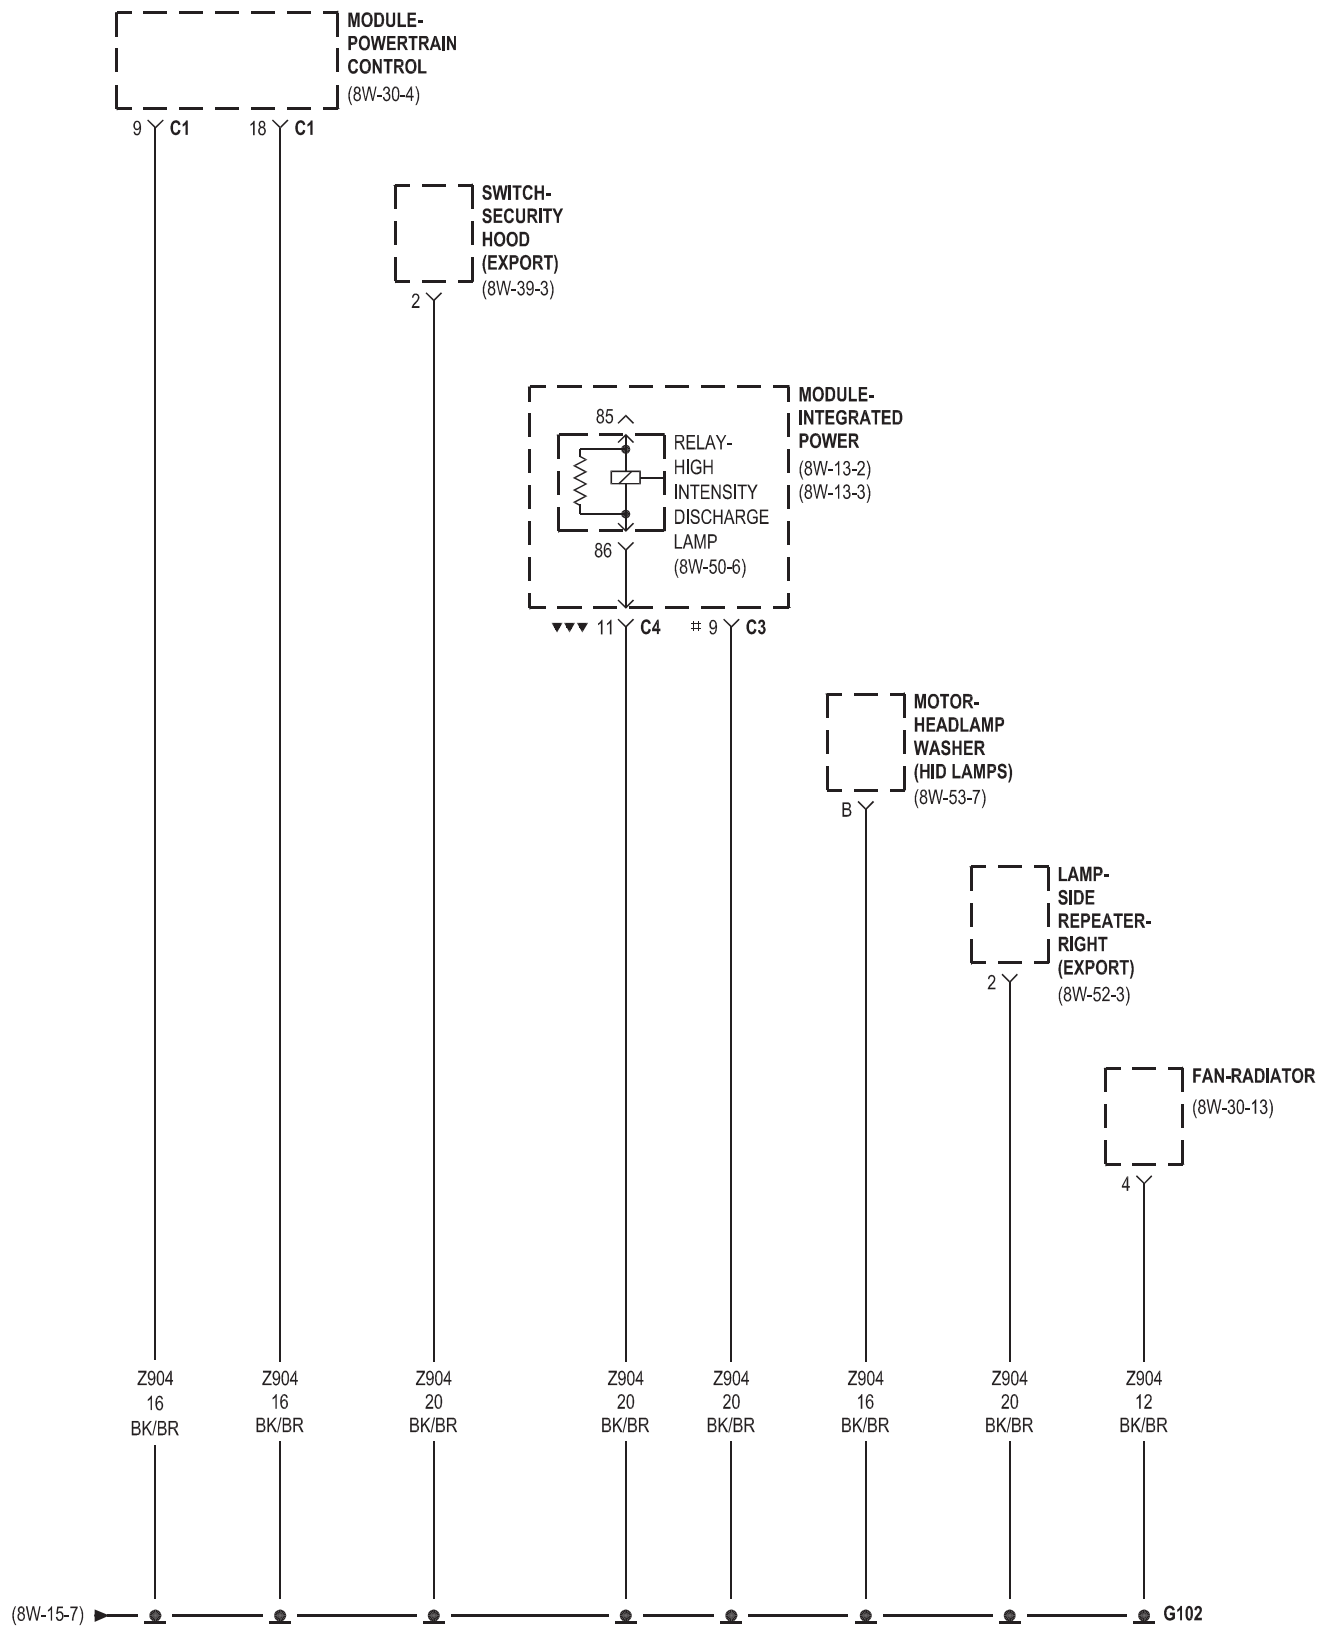 MODULE-
POWERTRAIN
CONTROL
(8W-30-4)
9 C1
18 C1
SWITCH-
SECURITY
HOOD
(EXPORT)
(8W-39-3)
2
MODULE-
INTEGRATED
POWER
(8W-13-2)
(8W-13-3)
85
RELAY-
HIGH
INTENSITY
DISCHARGE
LAMP
(8W-50-6)
86
▼▼▼ 11 C4
# 9 C3
MOTOR-
HEADLAMP
WASHER
(HID LAMPS)
(8W-53-7)
B
LAMP-
SIDE
REPEATER-
RIGHT
(EXPORT)
(8W-52-3)
2
FAN-RADIATOR
(8W-30-13)
4
Z904
16
BK/BR
Z904
16
BK/BR
Z904
20
BK/BR
Z904
20
BK/BR
Z904
20
BK/BR
Z904
16
BK/BR
Z904
20
BK/BR
Z904
12
BK/BR
(8W-15-7)
G102